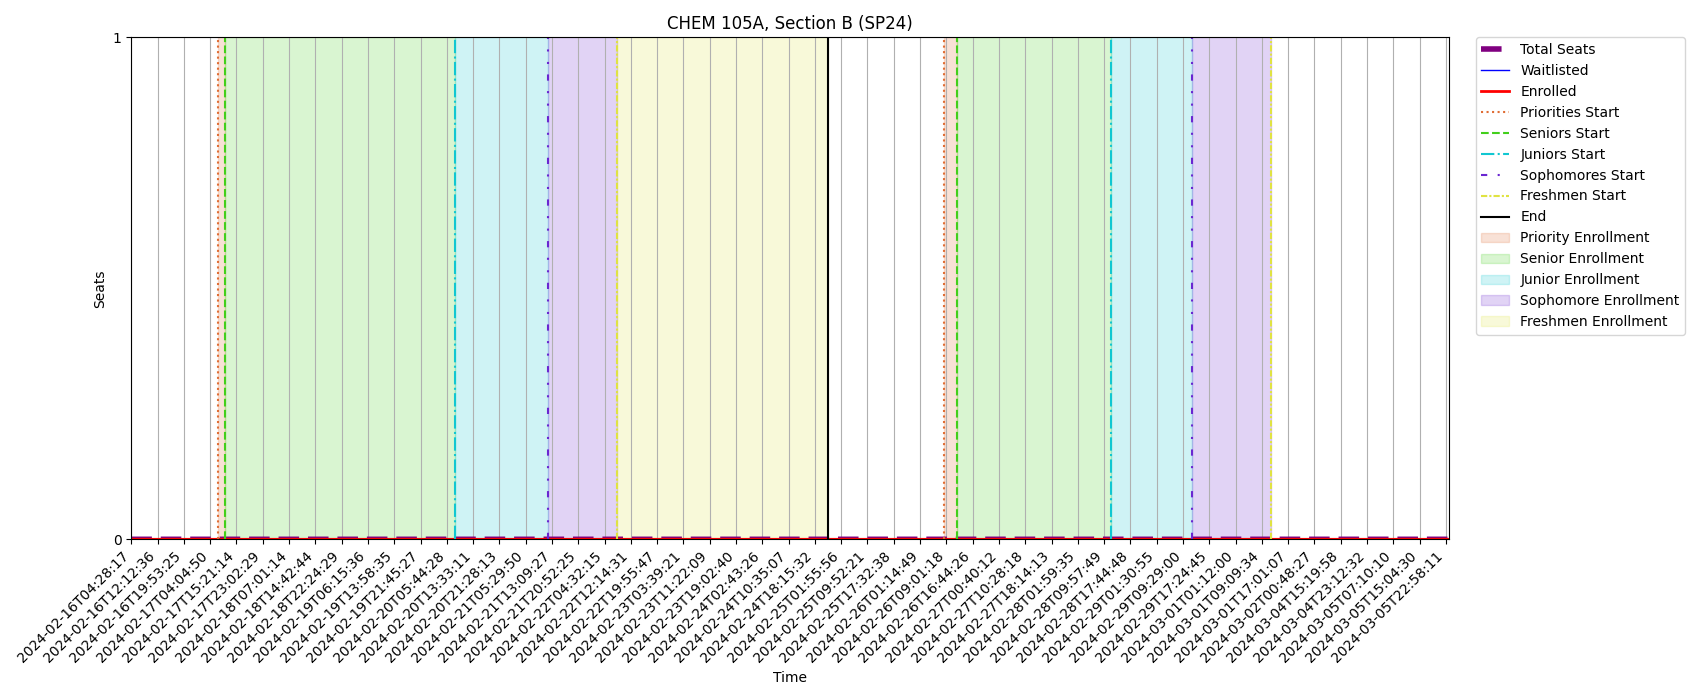 CHEM 105A, Section B (SP24)
1
0
Seats
2024-02-16T04:28:17
2024-02-16T12:12:36
2024-02-16T19:53:25
2024-02-17T04:04:50
2024-02-17T15:21:14
2024-02-17T23:02:29
2024-02-18T07:01:14
2024-02-18T14:42:44
2024-02-18T22:24:29
2024-02-19T06:15:36
2024-02-19T13:58:35
2024-02-19T21:45:27
2024-02-20T05:44:28
2024-02-20T13:33:11
2024-02-20T21:28:13
2024-02-21T05:29:50
2024-02-21T13:09:27
2024-02-21T20:52:25
2024-02-22T04:32:15
2024-02-22T12:14:31
2024-02-22T19:55:47
2024-02-23T03:39:21
2024-02-23T11:22:09
2024-02-23T19:02:40
2024-02-24T02:43:26
2024-02-24T10:35:07
2024-02-24T18:15:32
2024-02-25T01:55:56
2024-02-25T09:52:21
2024-02-25T17:32:38
2024-02-26T01:14:49
2024-02-26T09:01:18
2024-02-26T16:44:26
2024-02-27T00:40:12
2024-02-27T10:28:18
2024-02-27T18:14:13
2024-02-28T01:59:35
2024-02-28T09:57:49
2024-02-28T17:44:48
2024-02-29T01:30:55
2024-02-29T09:29:00
2024-02-29T17:24:45
2024-03-01T01:12:00
2024-03-01T09:09:34
2024-03-01T17:01:07
2024-03-02T00:48:27
2024-03-04T15:19:58
2024-03-04T23:12:32
2024-03-05T07:10:10
2024-03-05T15:04:30
2024-03-05T22:58:11
Time
Total Seats
Waitlisted
Enrolled
Priorities Start
Seniors Start
Juniors Start
Sophomores Start
Freshmen Start
End
Priority Enrollment
Senior Enrollment
Junior Enrollment
Sophomore Enrollment
Freshmen Enrollment